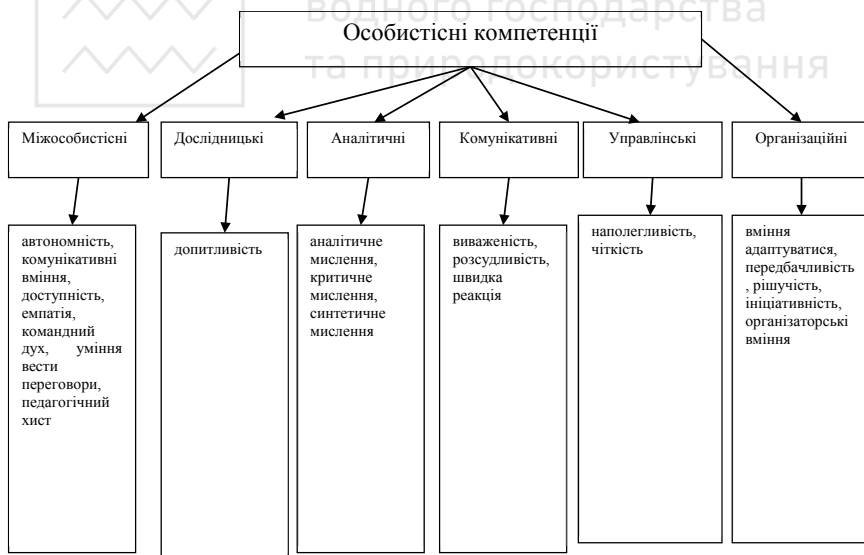 водного господарства
Особистісні компетенції
та природокористування
Міжособистісні
Дослідницькі
Аналітичні
Комунікативні
Управлінські
Організаційні
автономність,
комунікативні
вміння,
доступність,
емпатія,
командний
дух, уміння
вести
переговори,
педагогічний
хист
допитливість
аналітичне
мислення,
критичне
мислення,
синтетичне
мислення
виваженість,
розсудливість,
швидка
реакція
наполегливість,
чіткість
вміння
адаптуватися,
передбачливість
, рішучість,
ініціативність,
організаторські
вміння